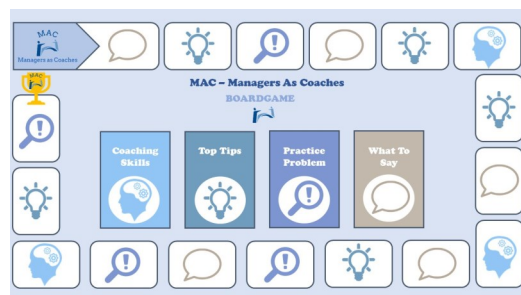 MAC
Managers as Coaches
MAC
MAC – Managers As Coaches
BOARDGAME
Coaching
Skills
Top Tips
Practice
Problem
What To
Say